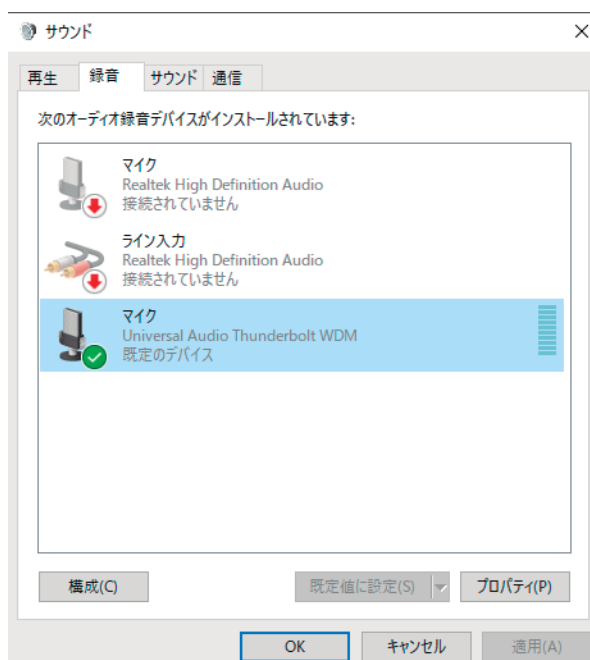 サウンド
再生
録音
サウンド
通信
次のオーディオ録音デバイスがインストールされています:
マイク
Realtek High Definition Audio
接続されていません
ライン入力
Realtek High Definition Audio
接続されていません
マイク
Universal Audio Thunderbolt WDM
既定のデバイス
構成(C)
既定値に設定(S)
プロパティ(P)
OK
キャンセル
適用(A)